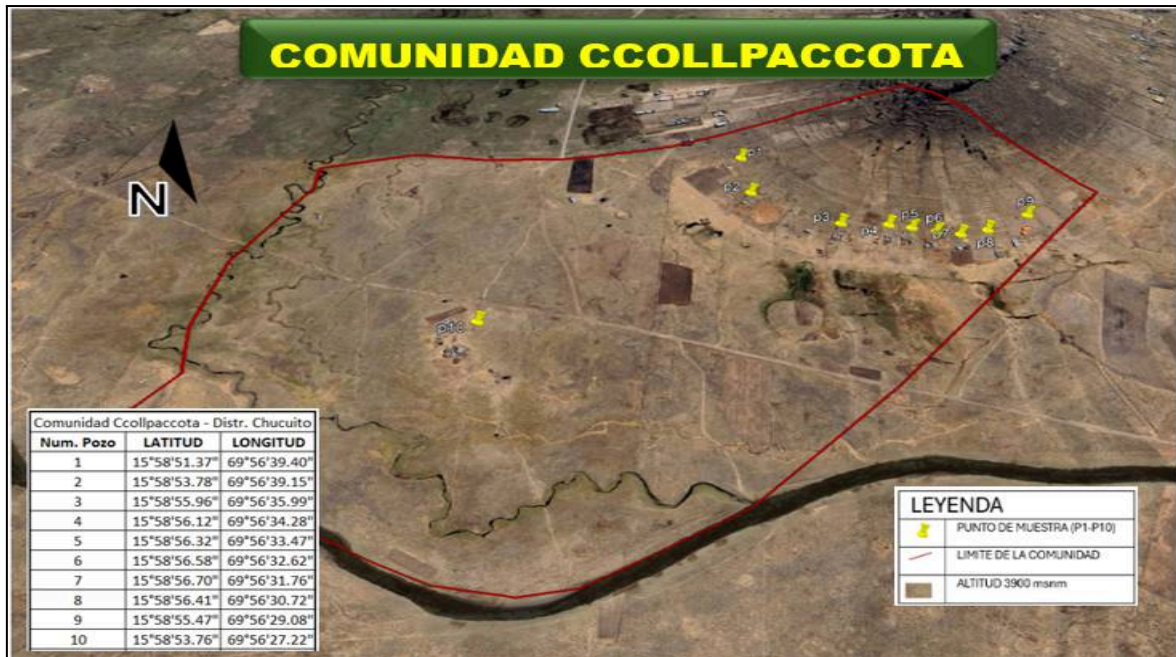 COMUNIDAD CCOLLPACCOTA
N
p1
p2
p3
p4
p5
p6
p7
p8
p9
p10
Comunidad Ccollpaccota - Distr. Chucuito
Num. Pozo LATITUD LONGITUD
1 15°58'51.37" 69°56'39.40"
2 15°58'53.78" 69°56'39.15"
3 15°58'55.96" 69°56'35.99"
4 15°58'56.12" 69°56'34.28"
5 15°58'56.32" 69°56'33.47"
6 15°58'56.58" 69°56'32.62"
7 15°58'56.70" 69°56'31.76"
8 15°58'56.41" 69°56'30.72"
9 15°58'55.47" 69°56'29.08"
10 15°58'53.76" 69°56'27.22"
LEYENDA
PUNTO DE MUESTRA (P1-P10)
LIMITE DE LA COMUNIDAD
ALTITUD 3900 msnm